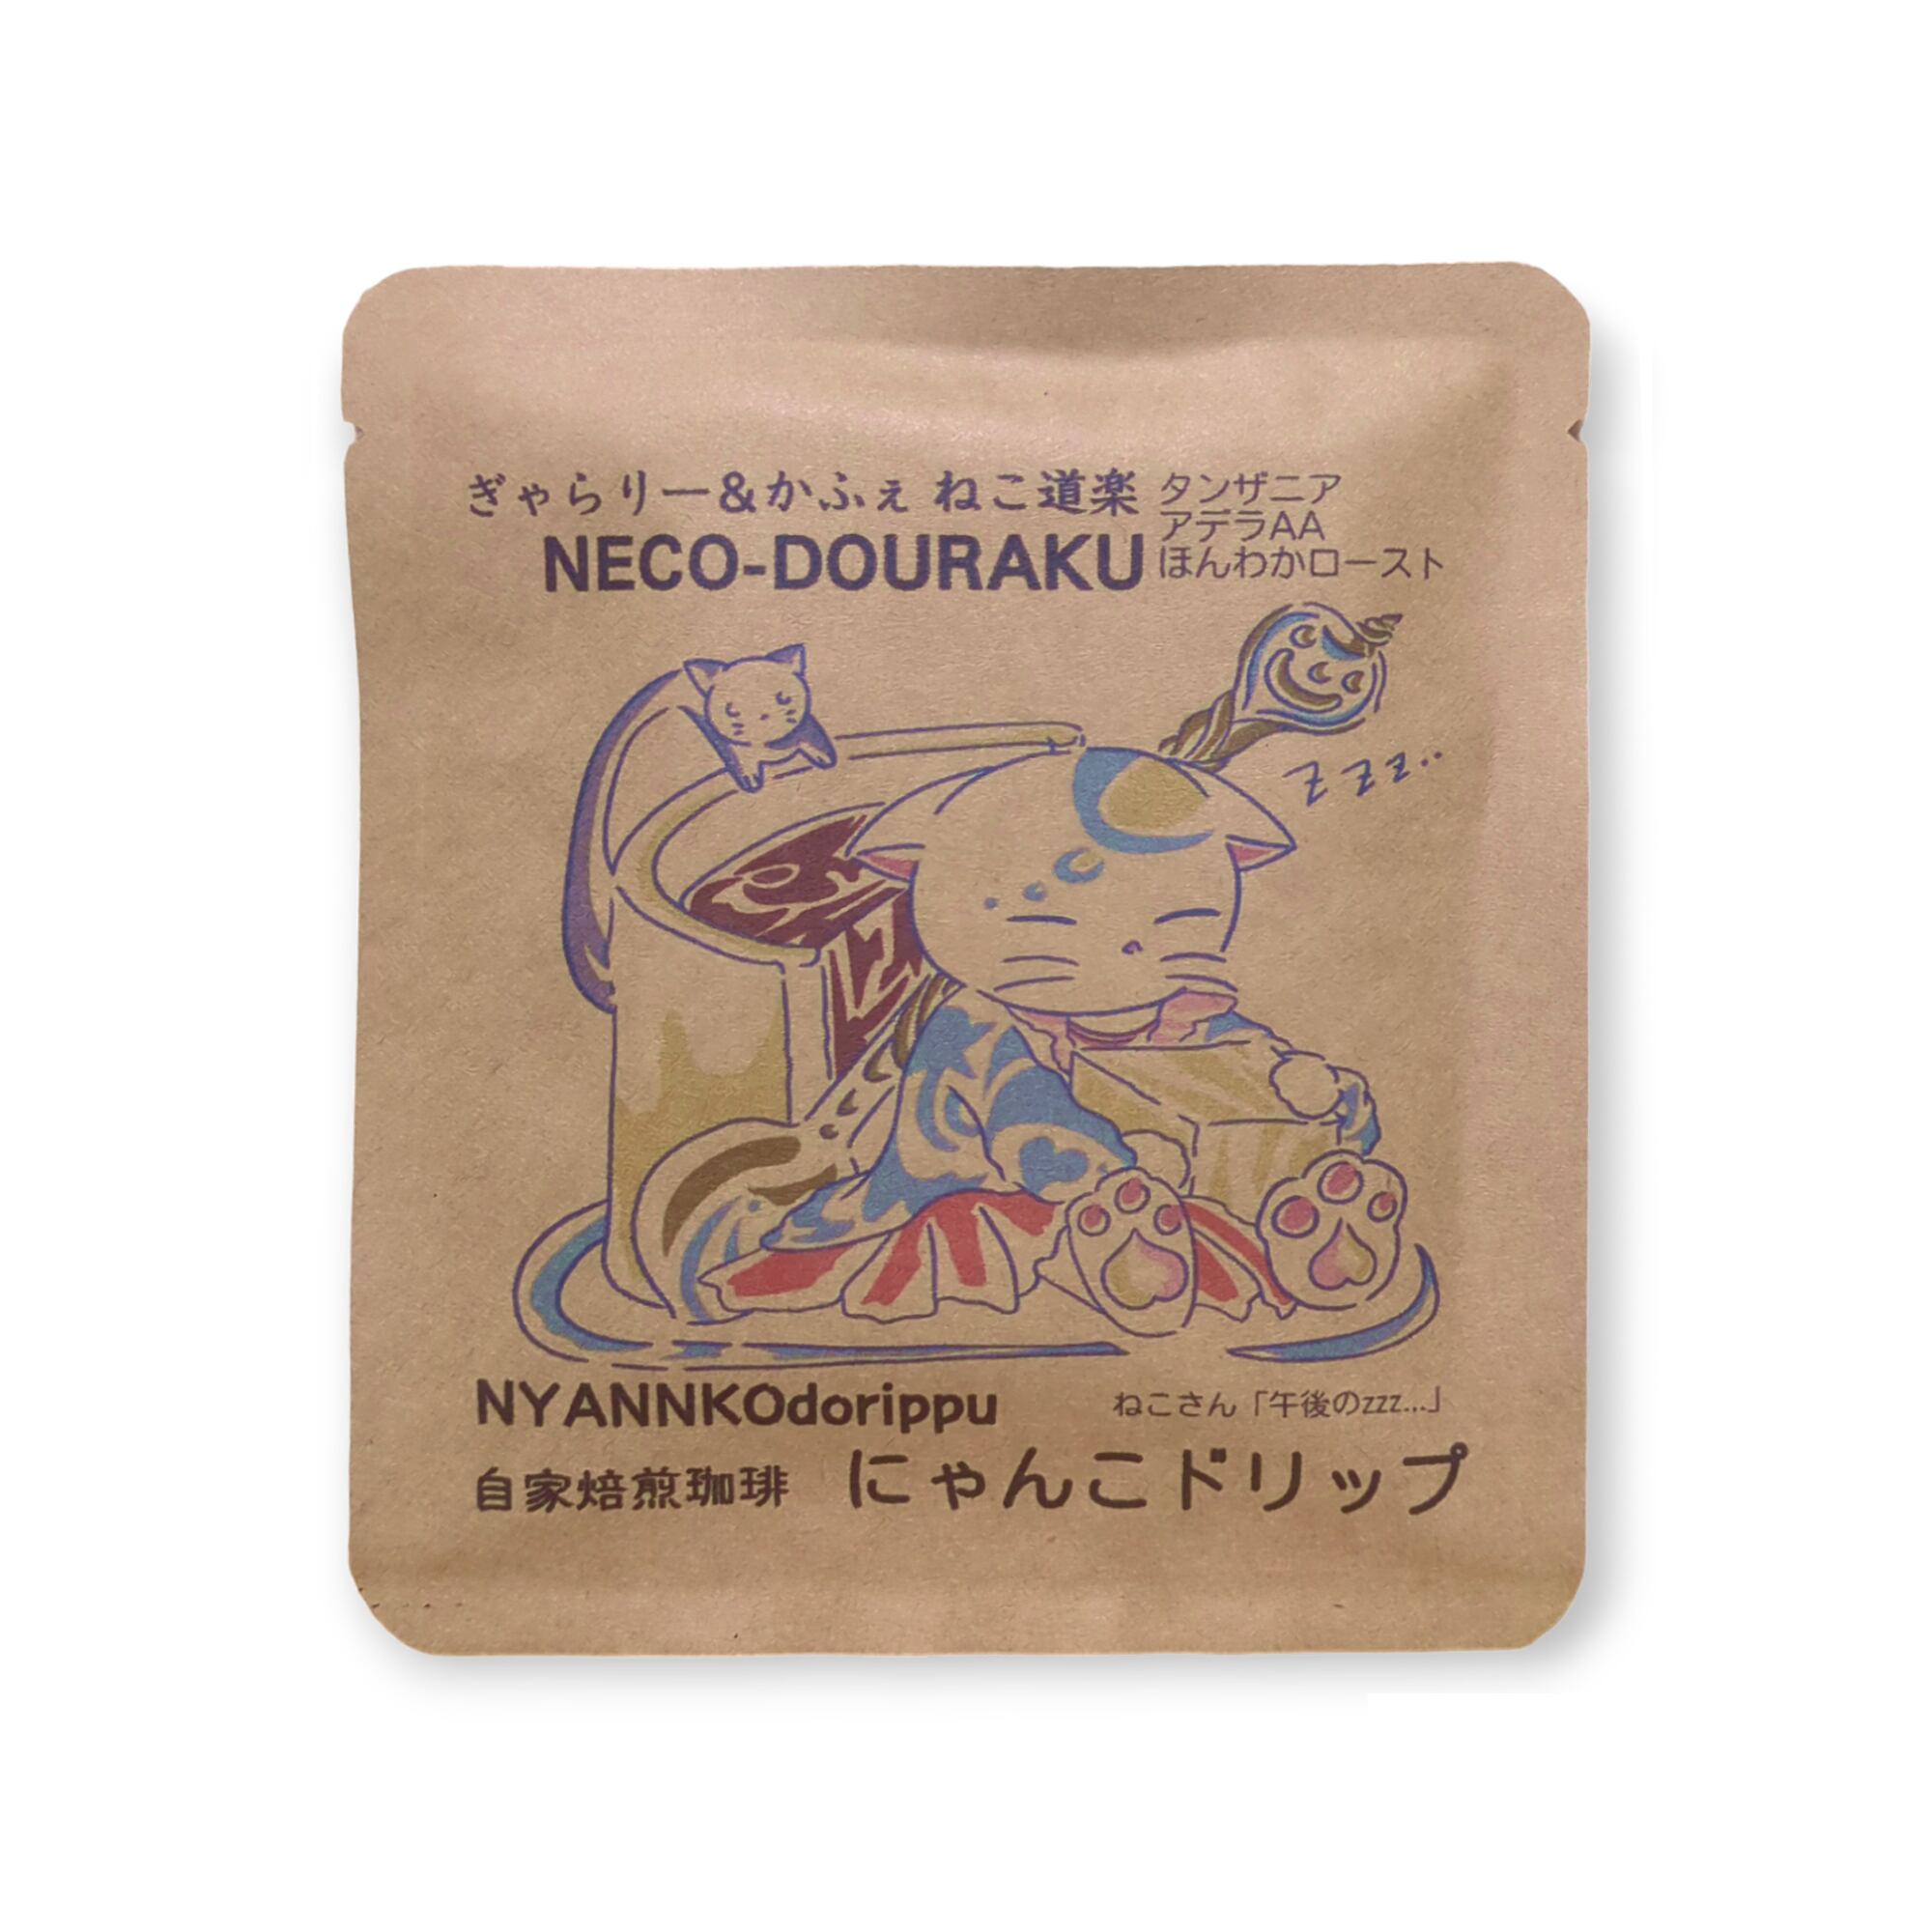 ぎゃらりー&かふぇ ねこ道楽
NECO-DOURAKU
タンザニア
アデラAA
ほんわかロースト
zzz..
NYANNKOdorippu
ねこさん「午後のzzz...」
自家焙煎珈琲 にゃんこドリップ